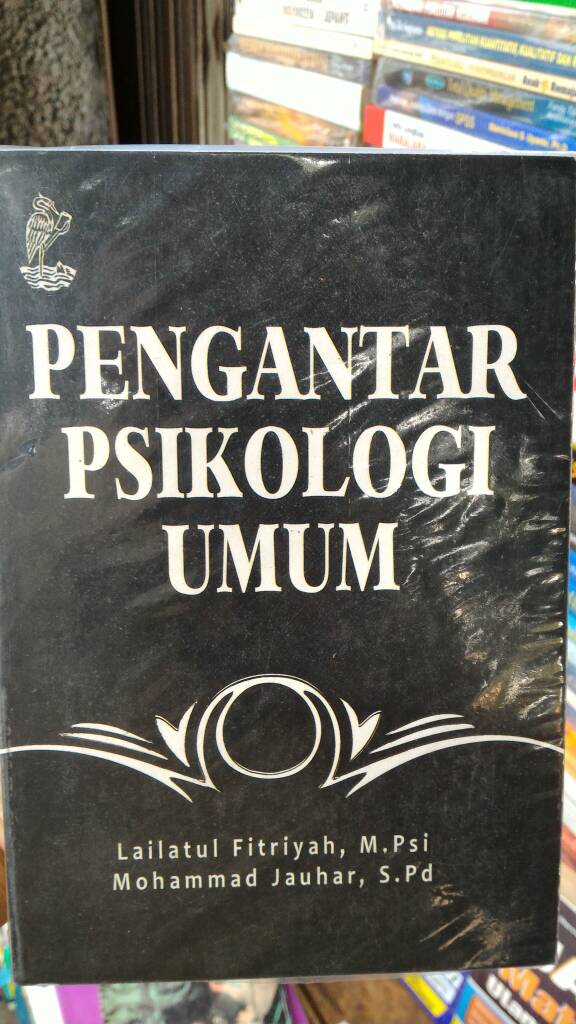 PENGANTAR
PSIKOLOGI
UMUM
Lailatul Fitriyah, M.Psi
Mohammad Jauhar, S.Pd